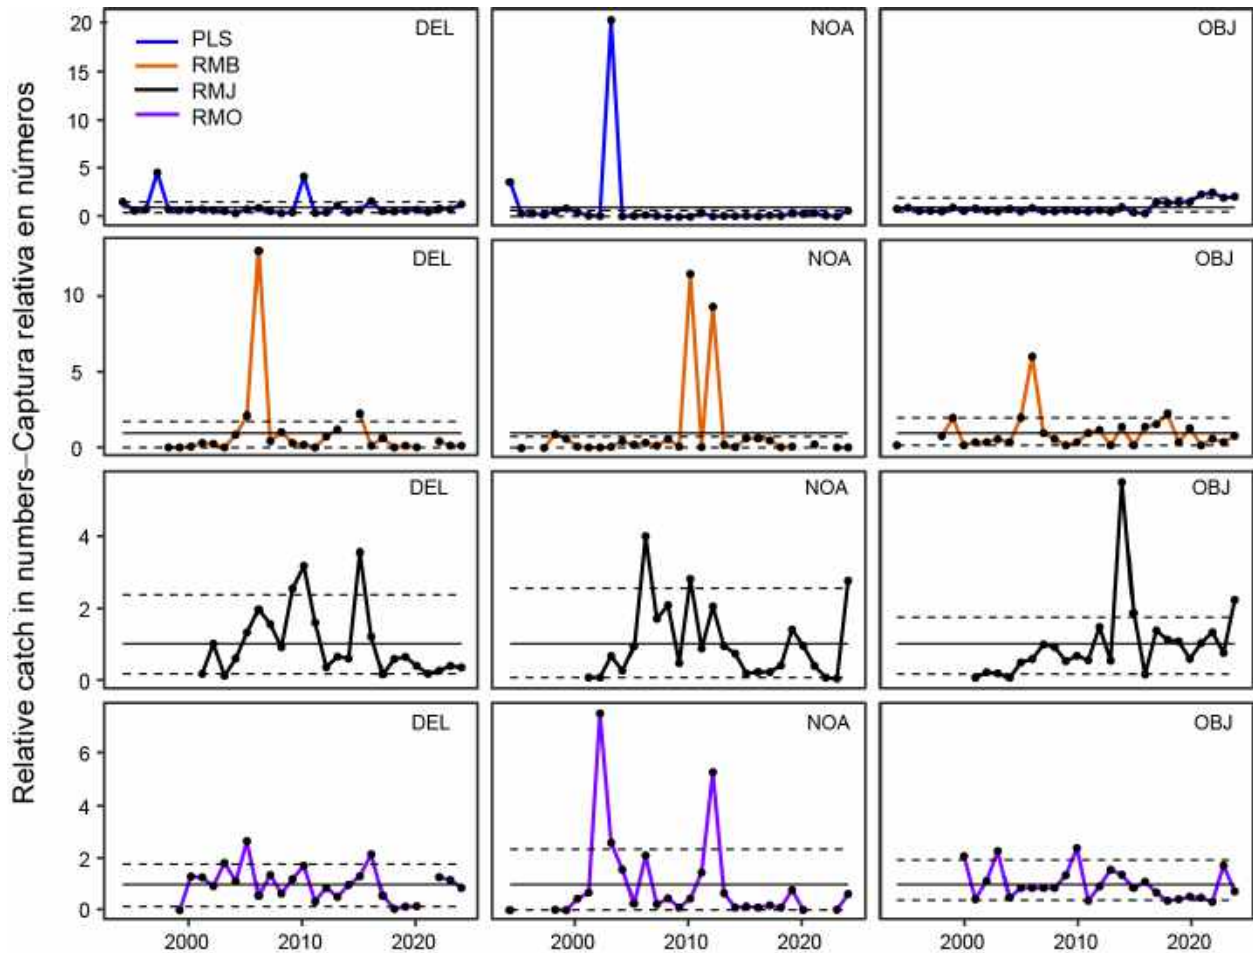 Relative catch in numbers–Captura relativa en números
20
15
10
5
0
PLS
RMB
RMJ
RMO
DEL
NOA
OBJ
10
5
0
DEL
NOA
OBJ
4
2
0
DEL
NOA
OBJ
6
4
2
0
DEL
NOA
OBJ
2000
2010
2020
2000
2010
2020
2000
2010
2020